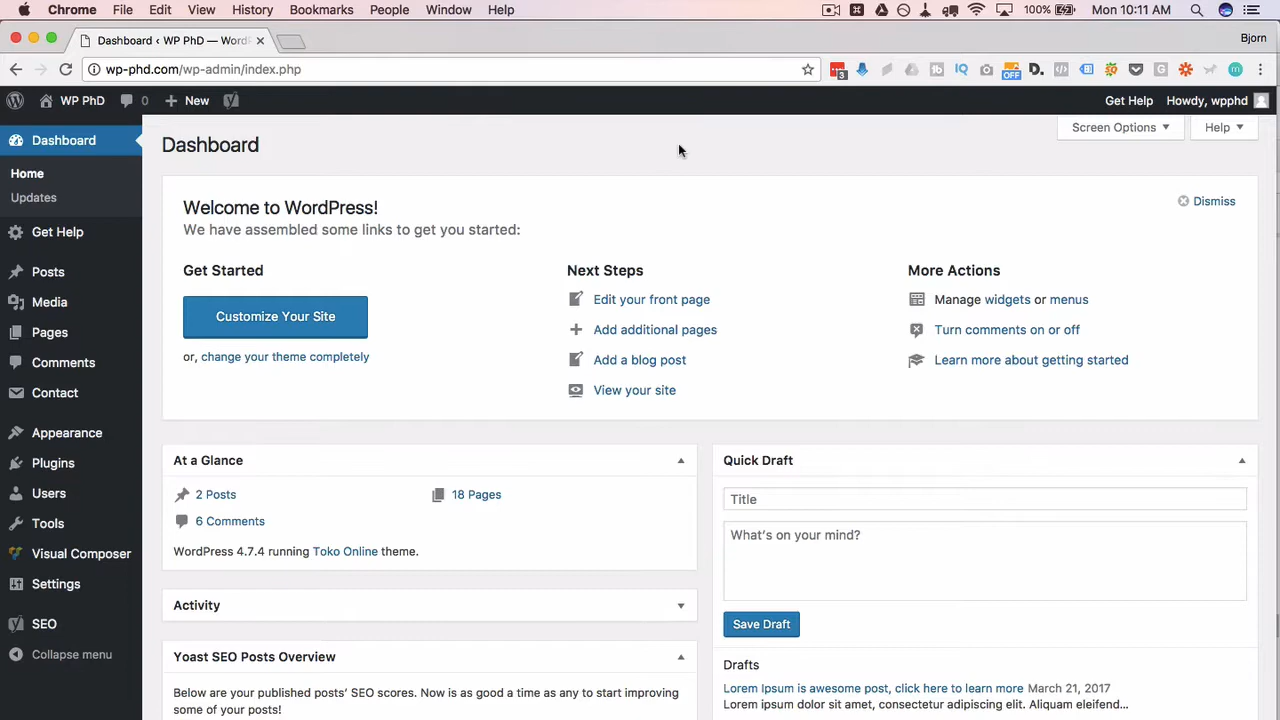 Chrome File Edit View History Bookmarks People Window Help 100% Mon 10:11 AM
Dashboard ‹ WP PhD — Word
Bjorn
wp-phd.com/wp-admin/index.php
3 OFF
WP PhD 0 New Get Help Howdy, wpphd
Dashboard
Home
Updates
Get Help
Posts
Media
Pages
Comments
Contact
Appearance
Plugins
Users
Tools
Visual Composer
Settings
SEO
Collapse menu
Screen Options Help
Dashboard
Welcome to WordPress!
Dismiss
We have assembled some links to get you started:
Get Started
Customize Your Site
or, change your theme completely
Next Steps
Edit your front page
Add additional pages
Add a blog post
View your site
More Actions
Manage widgets or menus
Turn comments on or off
Learn more about getting started
At a Glance
2 Posts 18 Pages
6 Comments
WordPress 4.7.4 running Toko Online theme.
Activity
Yoast SEO Posts Overview
Below are your published posts' SEO scores. Now is as good a time as any to start improving
some of your posts!
Quick Draft
Title
What's on your mind?
Save Draft
Drafts
Lorem Ipsum is awesome post, click here to learn more March 21, 2017
Lorem ipsum dolor sit amet, consectetur adipiscing elit. Aliquam eleifend…